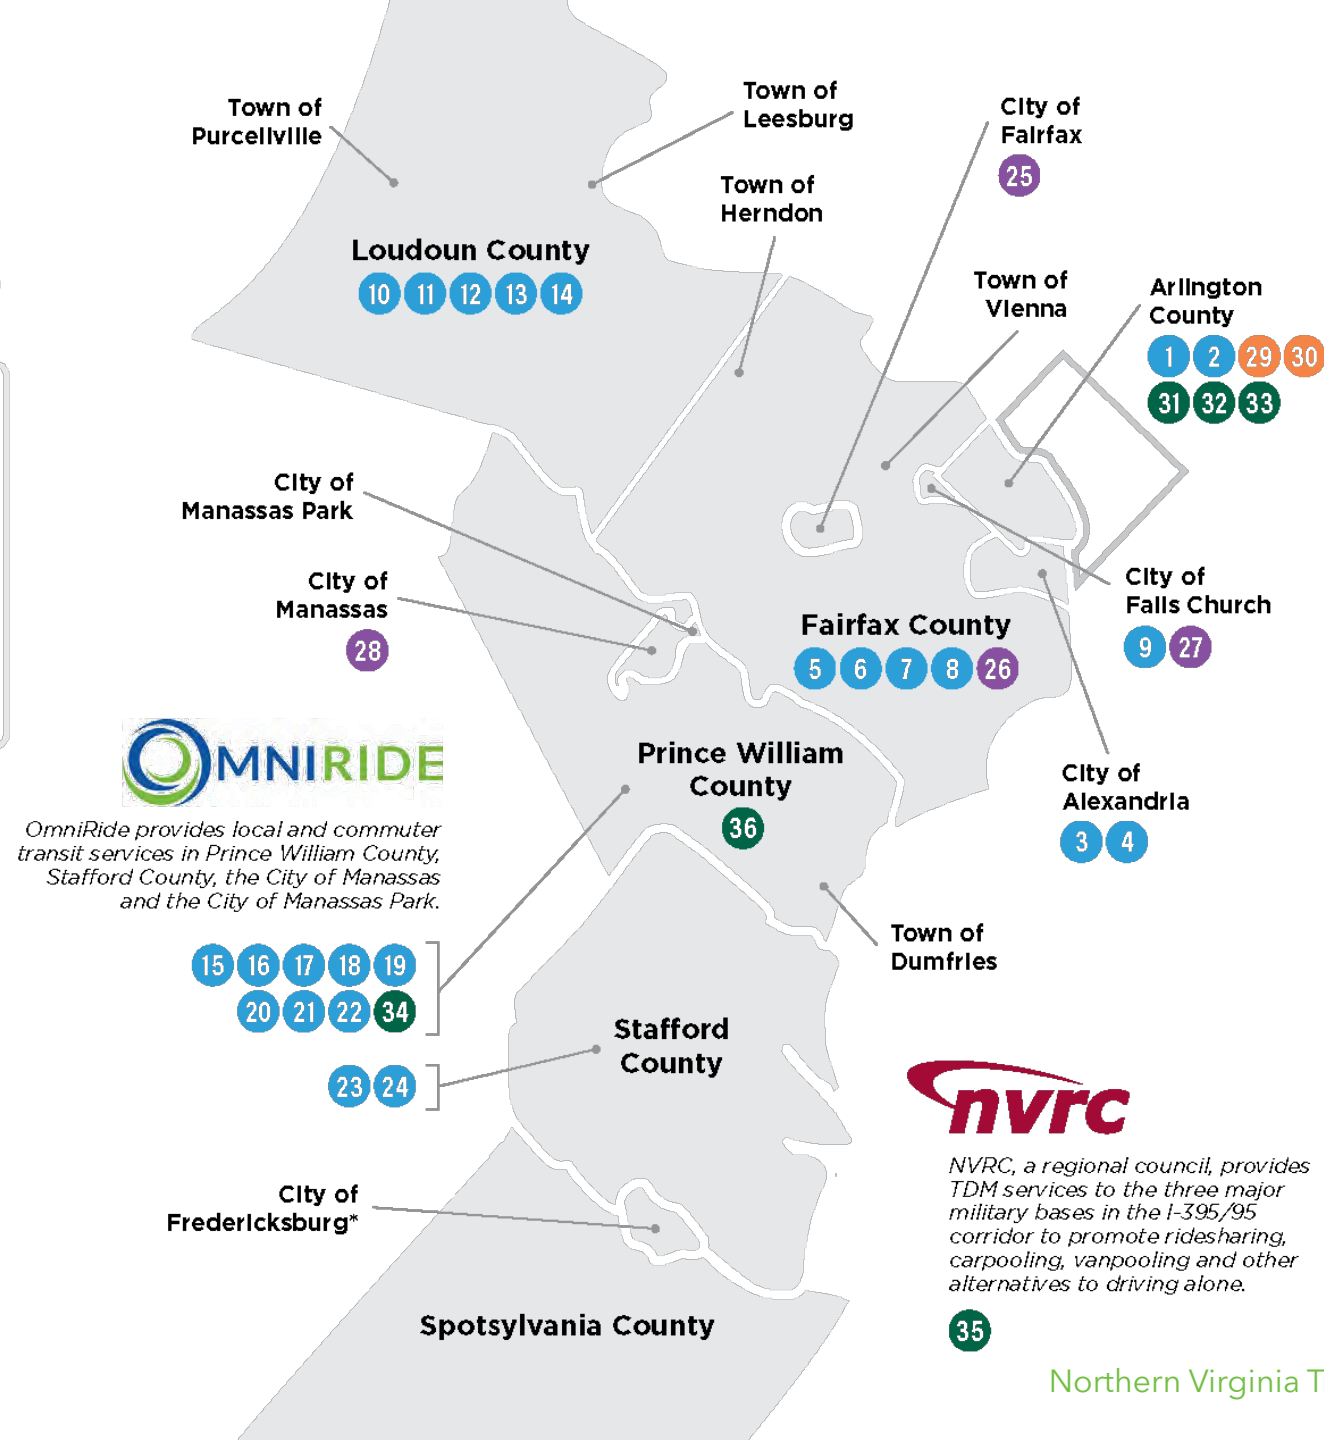 Town of
Purcellville
Town of
Leesburg
City of
Fairfax
25
Town of
Herndon
Loudoun County
10 11 12 13 14
Town of
Vienna
Arlington
County
1 2 29 30
31 32 33
City of
Manassas Park
City of
Manassas
28
City of
Falls Church
9 27
Fairfax County
5 6 7 8 26
OMNIRIDE
OmniRide provides local and commuter
transit services in Prince William County,
Stafford County, the City of Manassas
and the City of Manassas Park.
Prince William
County
36
City of
Alexandria
3 4
15 16 17 18 19
20 21 22 34
Town of
Dumfries
23 24
Stafford
County
nvrc
NVRC, a regional council, provides
TDM services to the three major
military bases in the I-395/95
corridor to promote ridesharing,
carpooling, vanpooling and other
alternatives to driving alone.
35
City of
Fredericksburg*
Spotsylvania County
Northern Virginia T